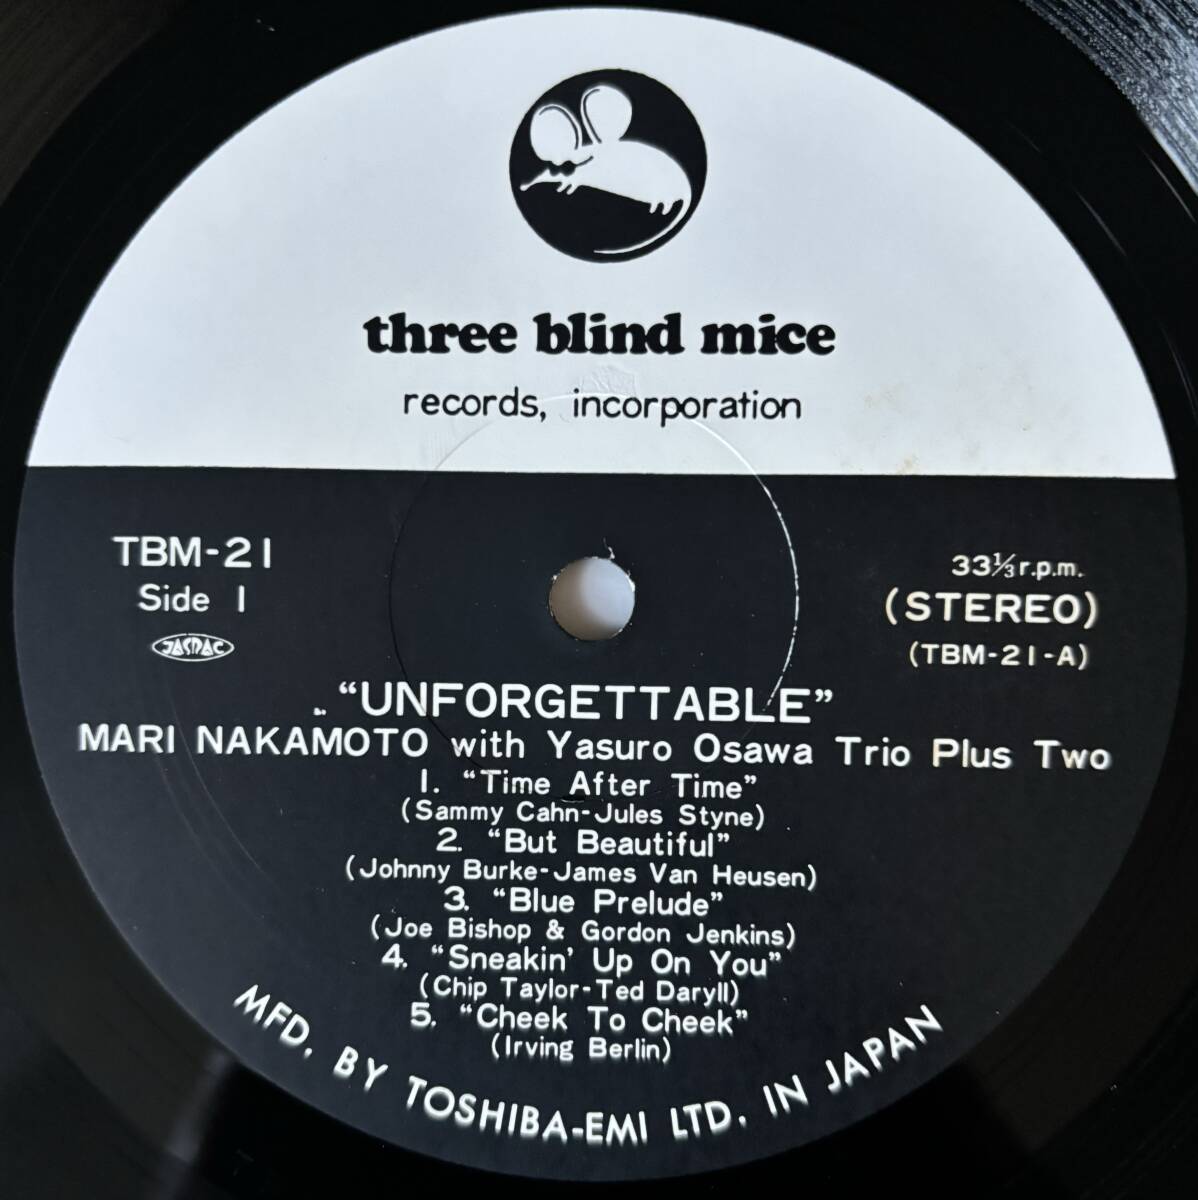 three blind mice
records, incorporation
TBM-21
Side 1
JASRAC
33⅓ r.p.m.
(STEREO)
(TBM-21-A)
“UNFORGETTABLE”
MARI NAKAMOTO with Yasuro Osawa Trio Plus Two
1. “Time After Time”
(Sammy Cahn-Jules Styne)
2. “But Beautiful”
(Johnny Burke-James Van Heusen)
3. “Blue Prelude”
(Joe Bishop & Gordon Jenkins)
4. “Sneakin’ Up On You”
(Chip Taylor-Ted Daryll)
5. “Cheek To Cheek”
(Irving Berlin)
MFD. BY TOSHIBA-EMI LTD. IN JAPAN